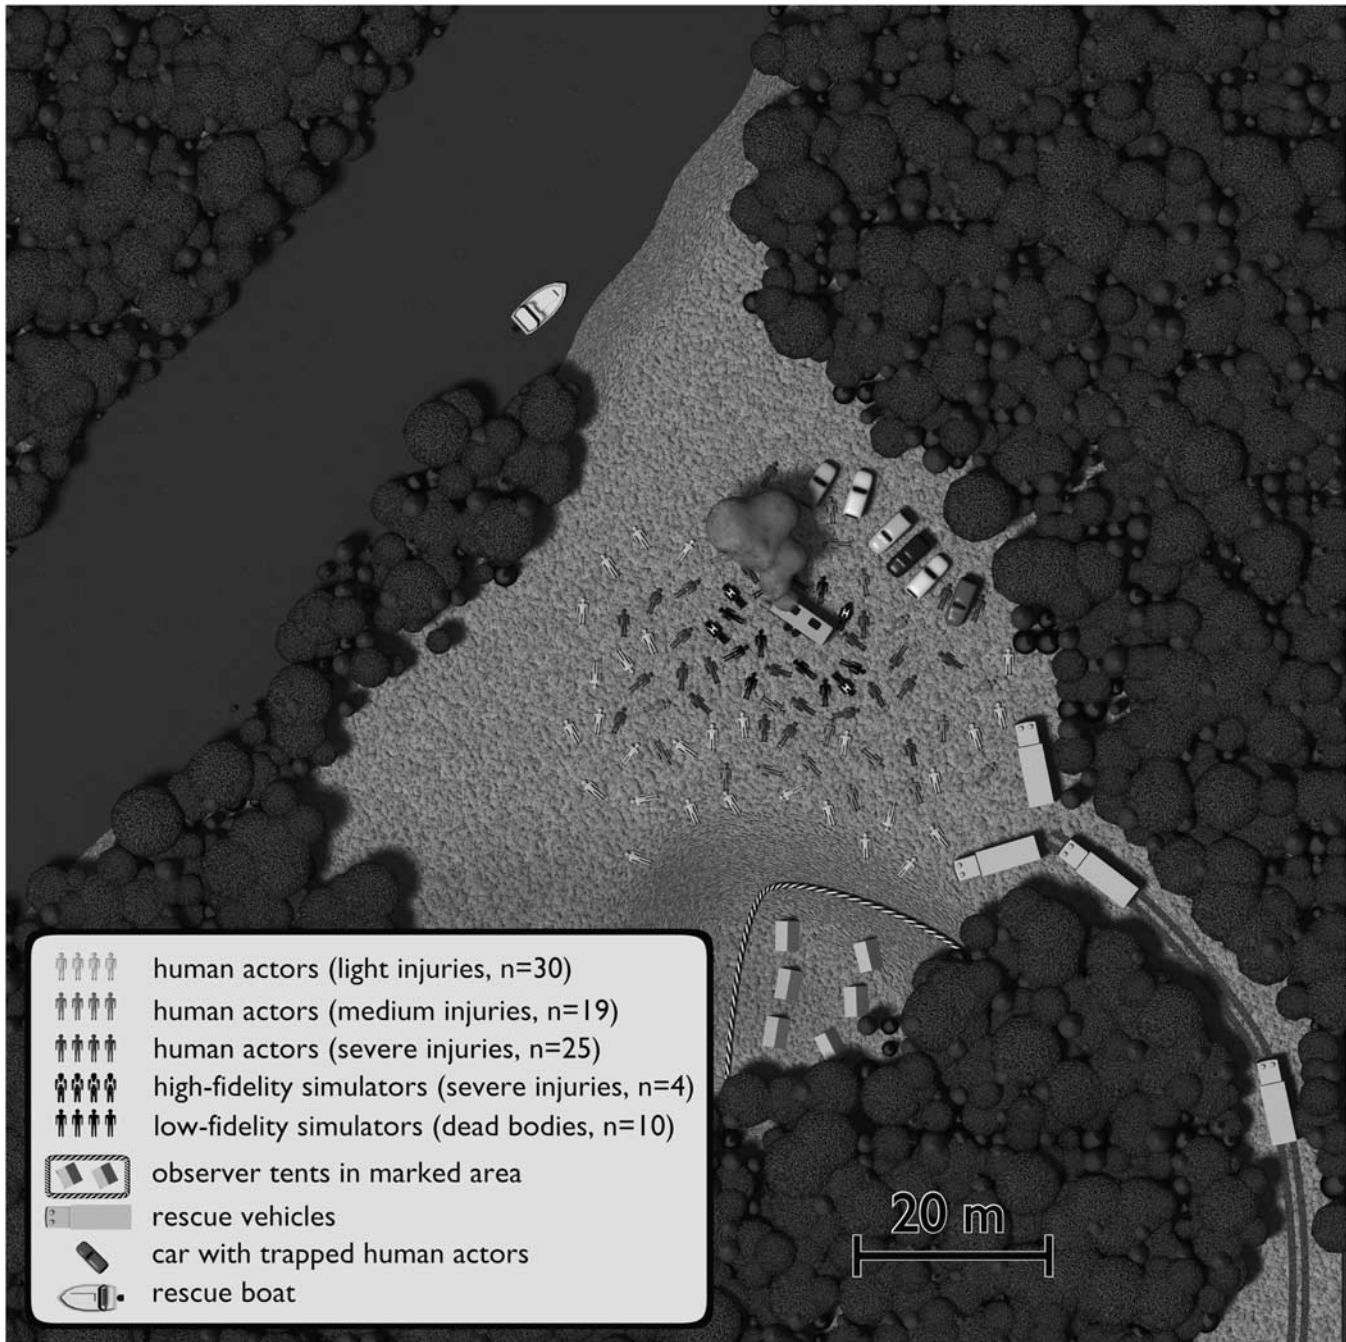 human actors (light injuries, n=30)
human actors (medium injuries, n=19)
human actors (severe injuries, n=25)
high-fidelity simulators (severe injuries, n=4)
low-fidelity simulators (dead bodies, n=10)
observer tents in marked area
rescue vehicles
car with trapped human actors
rescue boat
20 m